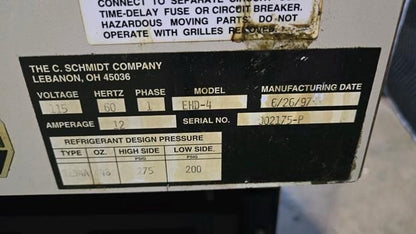 CONNECT TO SEPARATE CIRCUIT
TIME-DELAY FUSE OR CIRCUIT BREAKER.
HAZARDOUS MOVING PARTS. DO NOT
OPERATE WITH GRILLES REMOVED.
THE C. SCHMIDT COMPANY
LEBANON, OH 45036
VOLTAGE HERTZ PHASE MODEL MANUFACTURING DATE
115 60 1 EHD-4 6/26/97
AMPERAGE 12 SERIAL NO. J02175-P
REFRIGERANT DESIGN PRESSURE
TYPE OZ. HIGH SIDE LOW SIDE
PSIG PSIG
275 200